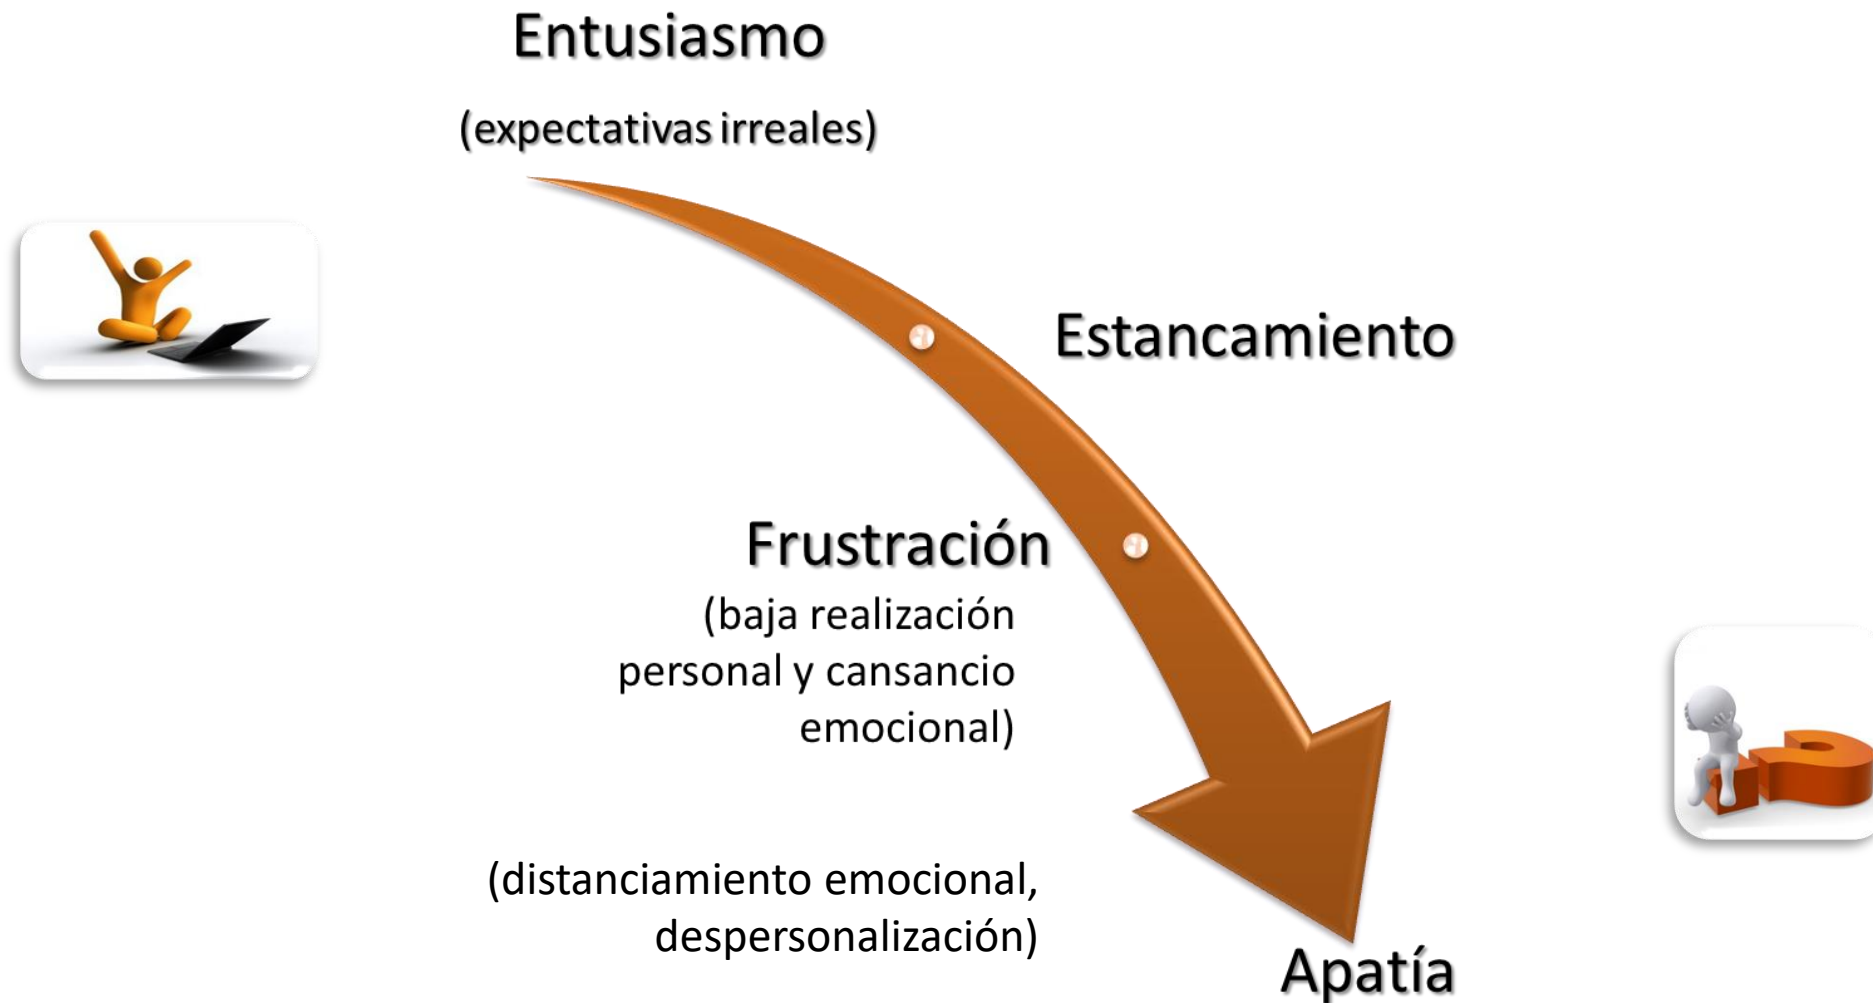 Entusiasmo
(expectativas irreales)
Estancamiento
Frustración
(baja realización
personal y cansancio
emocional)
(distanciamiento emocional,
despersonalización)
Apatía